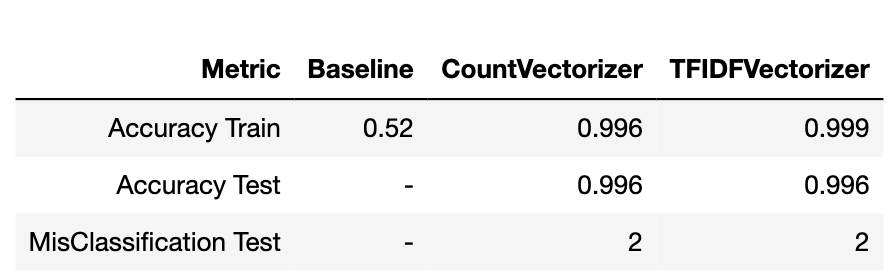 Metric Baseline CountVectorizer TFIDFVectorizer
Accuracy Train 0.52 0.996 0.999
Accuracy Test - 0.996 0.996
MisClassification Test - 2 2